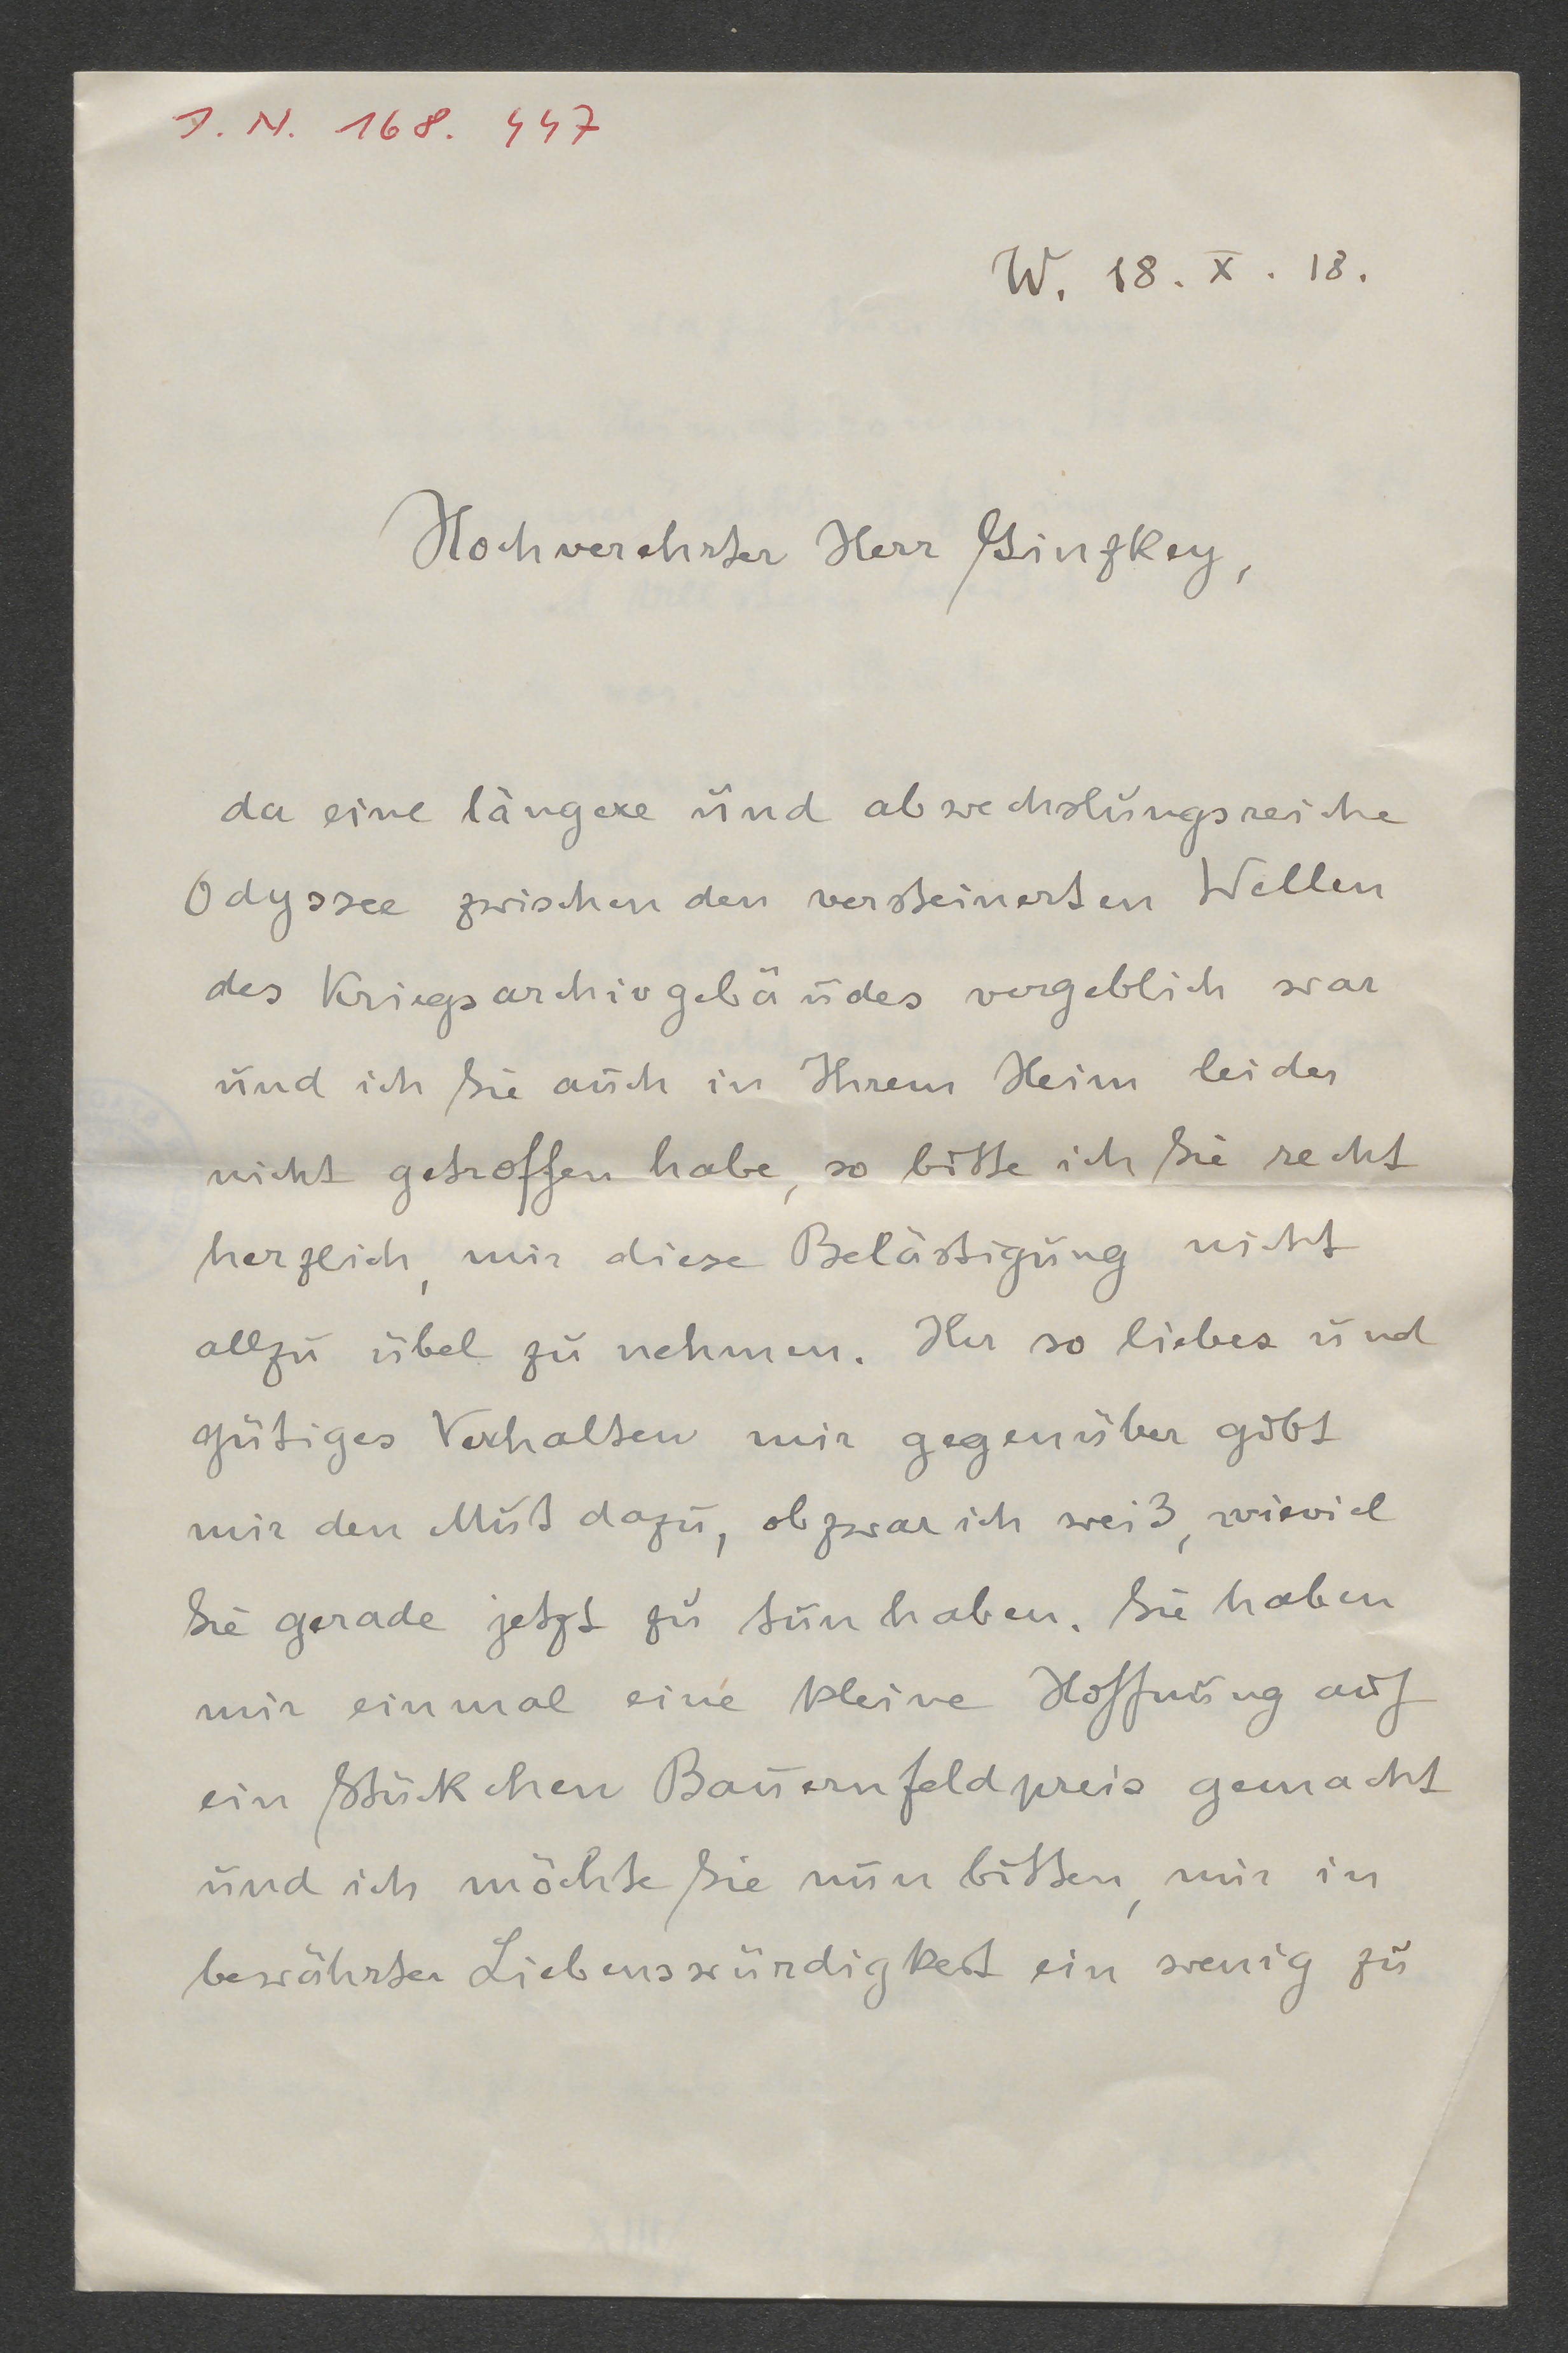 J. N. 168. 447
W. 18. X. 18.
Hochverehrter Herr Ginzkey,
da eine längere und abwechslungsreiche
Odyssee zwischen den versteinerten Wellen
des Kriegsarchivgebäudes vergeblich war
und ich Sie auch in Ihrem Heim leider
nicht getroffen habe, so bitte ich Sie recht
herzlich, mir diese Belästigung nicht
allzu übel zu nehmen. Ihr so liebes und
gütiges Verhalten mir gegenüber gibt
mir den Mut dazu, obzwar ich weiß, wieviel
Sie gerade jetzt zu tun haben. Sie haben
mir einmal eine kleine Hoffnung auf
ein Stückchen Bauernfeldpreis gemacht
und ich möchte Sie nun bitten, mir in
bewährter Liebenswürdigkeit ein wenig zu